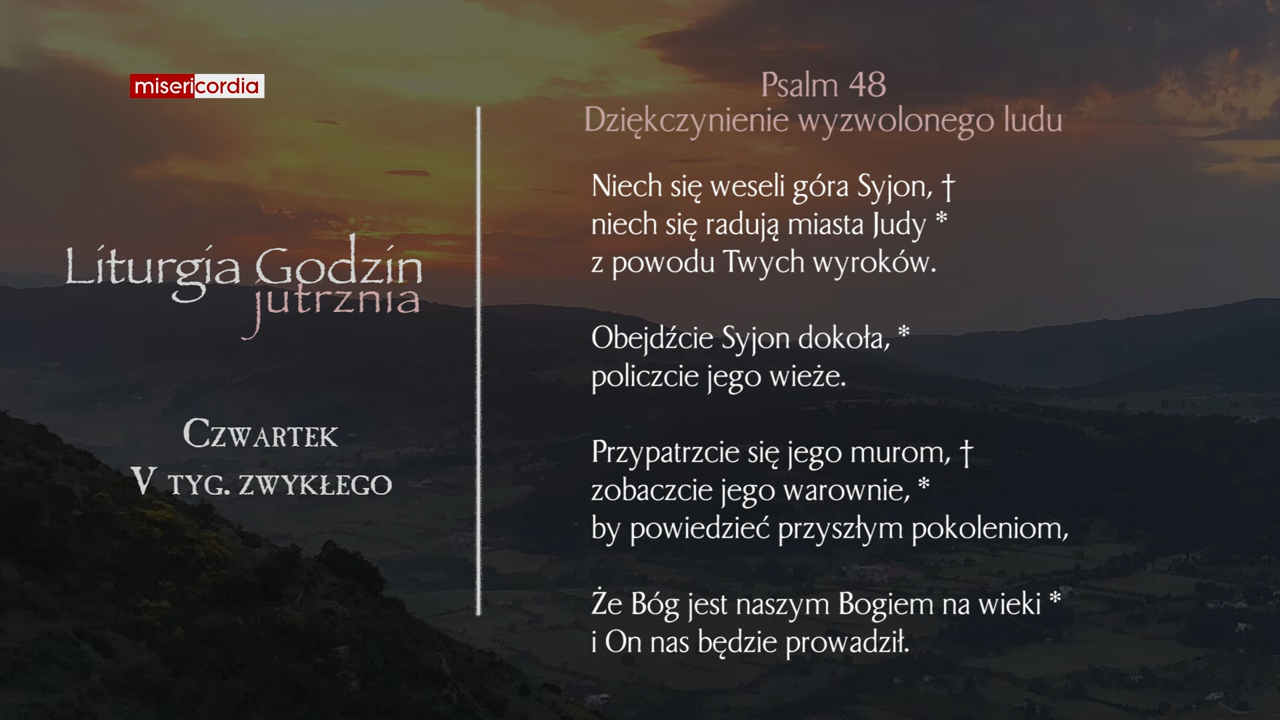 misericordia
Liturgia Godzin
jutrznia
Czwartek
V tyg. zwykłego
Psalm 48
Dziękczynienie wyzwolonego ludu
Niech się weseli góra Syjon, †
niech się radują miasta Judy *
z powodu Twych wyroków.
Obejdźcie Syjon dokoła, *
policzcie jego wieże.
Przypatrzcie się jego murom, †
zobaczcie jego warownie, *
by powiedzieć przyszłym pokoleniom,
Że Bóg jest naszym Bogiem na wieki *
i On nas będzie prowadził.